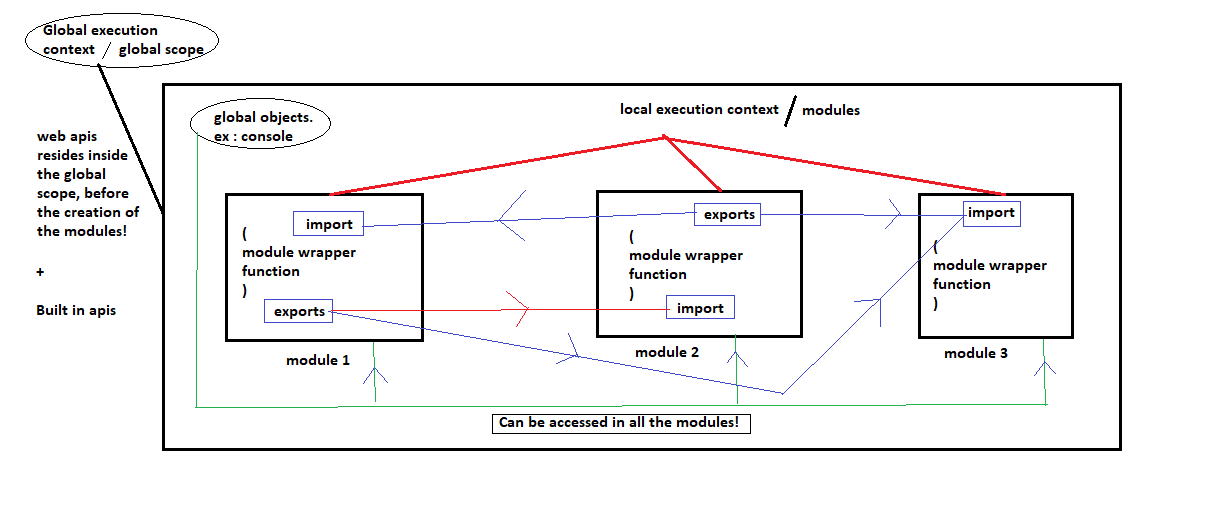 Global execution
context / global scope
global objects.
ex : console
local execution context / modules
web apis
resides inside
the global
scope, before
the creation of
the modules!
+
Built in apis
import
(
module wrapper
function
)
exports
module 1
exports
(
module wrapper
function
)
import
module 2
import
(
module wrapper
function
)
module 3
Can be accessed in all the modules!